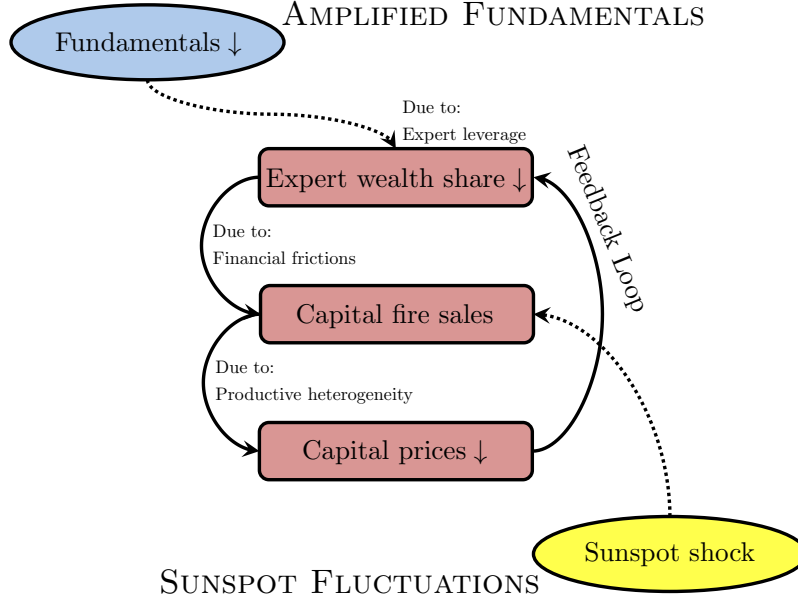 AMPLIFIED FUNDAMENTALS
Fundamentals ↓
Due to:
Expert leverage
Expert wealth share ↓
Feedback Loop
Due to:
Financial frictions
Capital fire sales
Due to:
Productive heterogeneity
Capital prices ↓
Sunspot shock
SUNSPOT FLUCTUATIONS